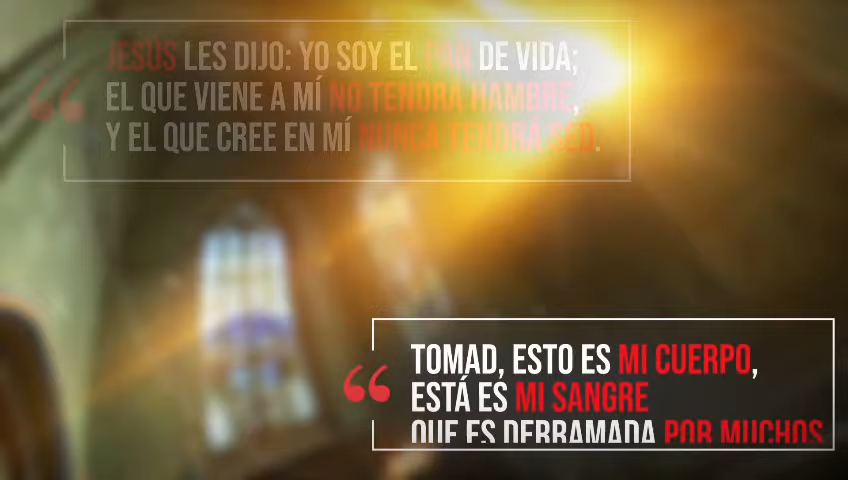 JESÚS LES DIJO: YO SOY EL PAN DE VIDA;
EL QUE VIENE A MÍ NO TENDRÁ HAMBRE,
Y EL QUE CREE EN MÍ NUNCA TENDRÁ SED.
TOMAD, ESTO ES MI CUERPO,
ESTÁ ES MI SANGRE
QUE ES DERRAMADA POR MUCHOS